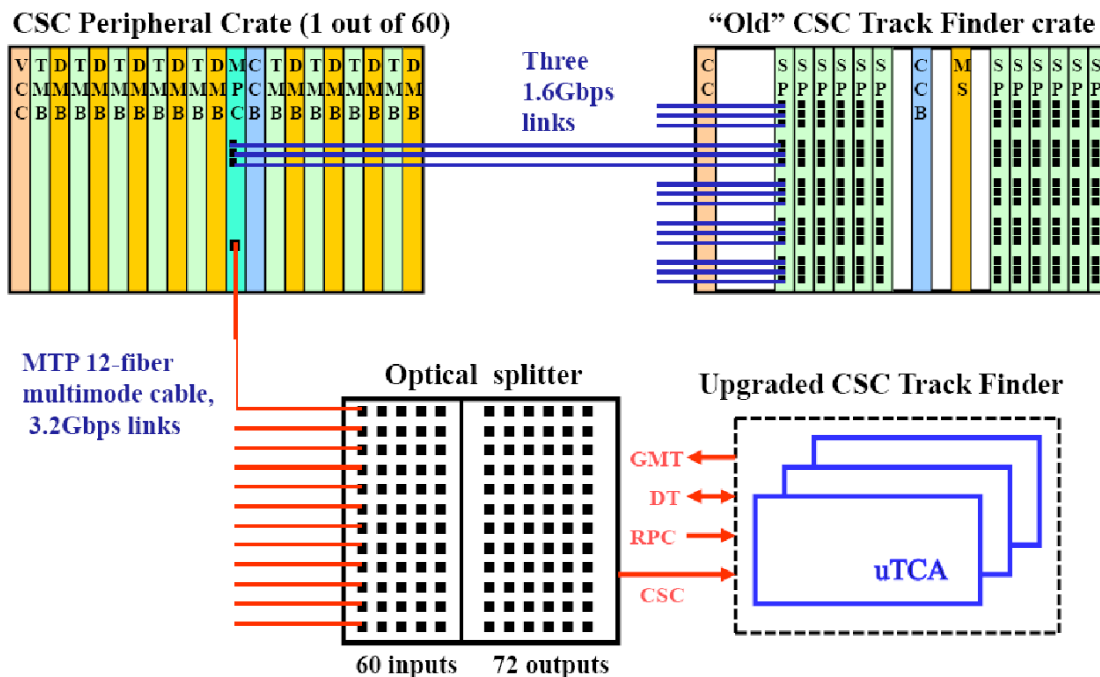 CSC Peripheral Crate (1 out of 60)
“Old” CSC Track Finder crate
V T D T D T D T D T D M C T D T D T D T D
C M M M M M M M M M M P C M M M M M M M M
C B B B B B B B B B B C B B B B B B B B B
Three
1.6Gbps
links
C S S S S S S C M S S S S S S
C P P P P P P C S P P P P P P
B
MTP 12-fiber
multimode cable,
3.2Gbps links
Optical splitter
Upgraded CSC Track Finder
GMT
DT
RPC
CSC
uTCA
60 inputs
72 outputs